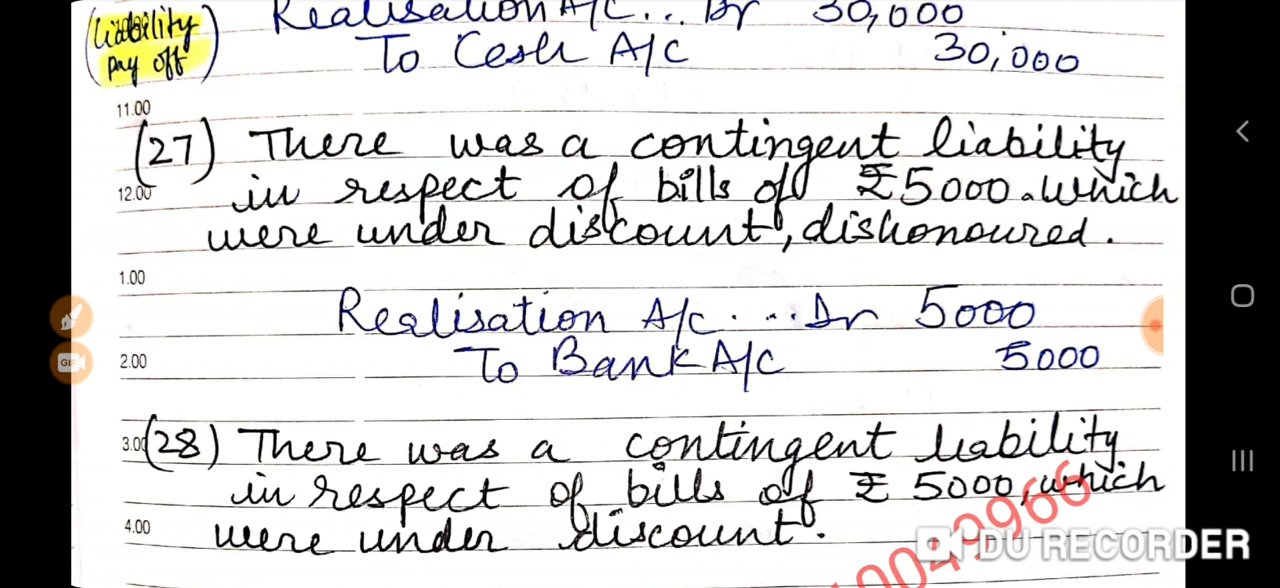 (Liability
pay off)
Realisation A/C... Dr 30,000
To Cash A/C 30,000
11.00
(27) There was a contingent liability
12.00
in respect of bills of ₹5000. which
were under discount, dishonoured.
1.00
Realisation A/c. ... Dr 5000
2.00
To Bank A/C 5000
3.00
(28) There was a contingent liability
in respect of bills of ₹ 5000, which
4.00
were under discount.
10049966
DU RECORDER
GIF